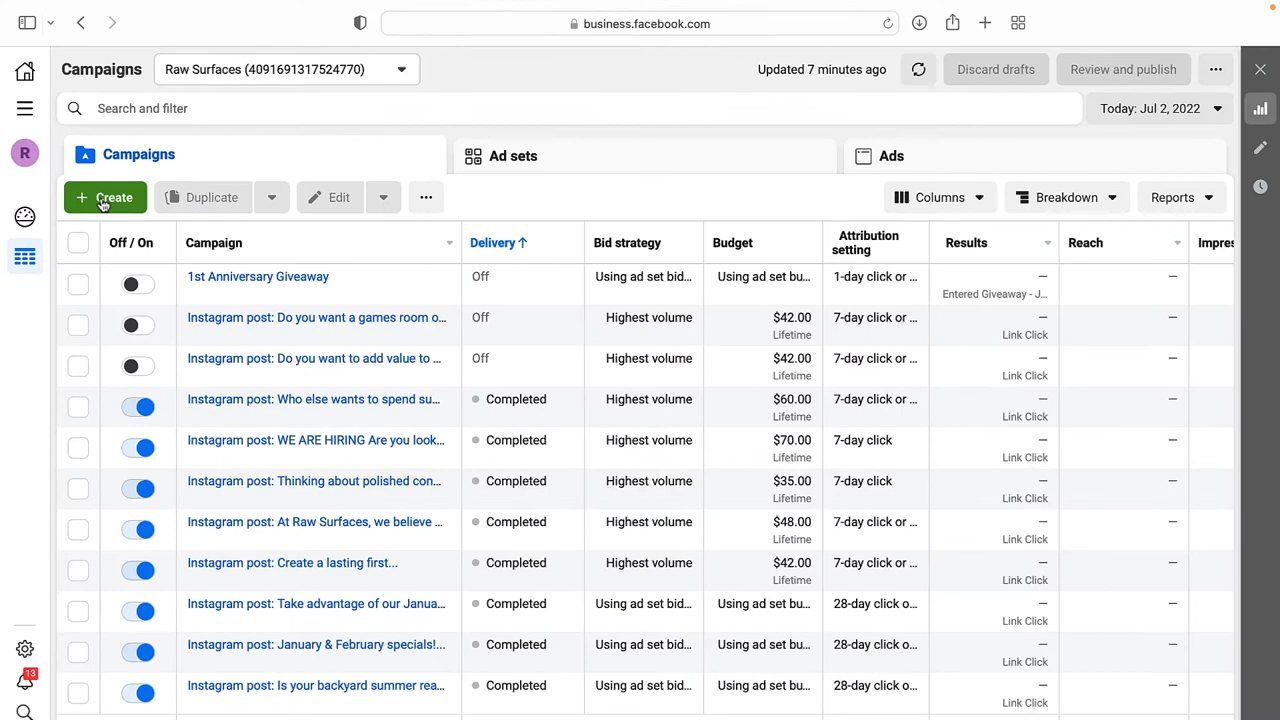 business.facebook.com
Campaigns
Raw Surfaces (4091691317524770)
Updated 7 minutes ago
Discard drafts
Review and publish
Search and filter
Today: Jul 2, 2022
R
Campaigns
Ad sets
Ads
+ Create
Duplicate
Edit
Columns
Breakdown
Reports
Off / On
Campaign
Delivery ↑
Bid strategy
Budget
Attribution
setting
Results
Reach
Impres
1st Anniversary Giveaway
Off
Using ad set bid...
Using ad set bu...
1-day click or ...
—
—
Entered Giveaway - J...
Instagram post: Do you want a games room o...
Off
Highest volume
$42.00
Lifetime
7-day click or ...
—
Link Click
—
Instagram post: Do you want to add value to ...
Off
Highest volume
$42.00
Lifetime
7-day click or ...
—
Link Click
—
Instagram post: Who else wants to spend su...
Completed
Highest volume
$60.00
Lifetime
7-day click or ...
—
Link Click
—
Instagram post: WE ARE HIRING Are you look...
Completed
Highest volume
$70.00
Lifetime
7-day click
—
Link Click
—
Instagram post: Thinking about polished con...
Completed
Highest volume
$35.00
Lifetime
7-day click
—
Link Click
—
Instagram post: At Raw Surfaces, we believe ...
Completed
Highest volume
$48.00
Lifetime
7-day click or ...
—
Link Click
—
Instagram post: Create a lasting first...
Completed
Highest volume
$42.00
Lifetime
7-day click or ...
—
Link Click
—
Instagram post: Take advantage of our Janua...
Completed
Using ad set bid...
Using ad set bu...
28-day click o...
—
Link Click
—
Instagram post: January & February specials!...
Completed
Using ad set bid...
Using ad set bu...
28-day click o...
—
Link Click
—
13
Instagram post: Is your backyard summer rea...
Completed
Using ad set bid...
Using ad set bu...
28-day click o...
—
Link Click
—